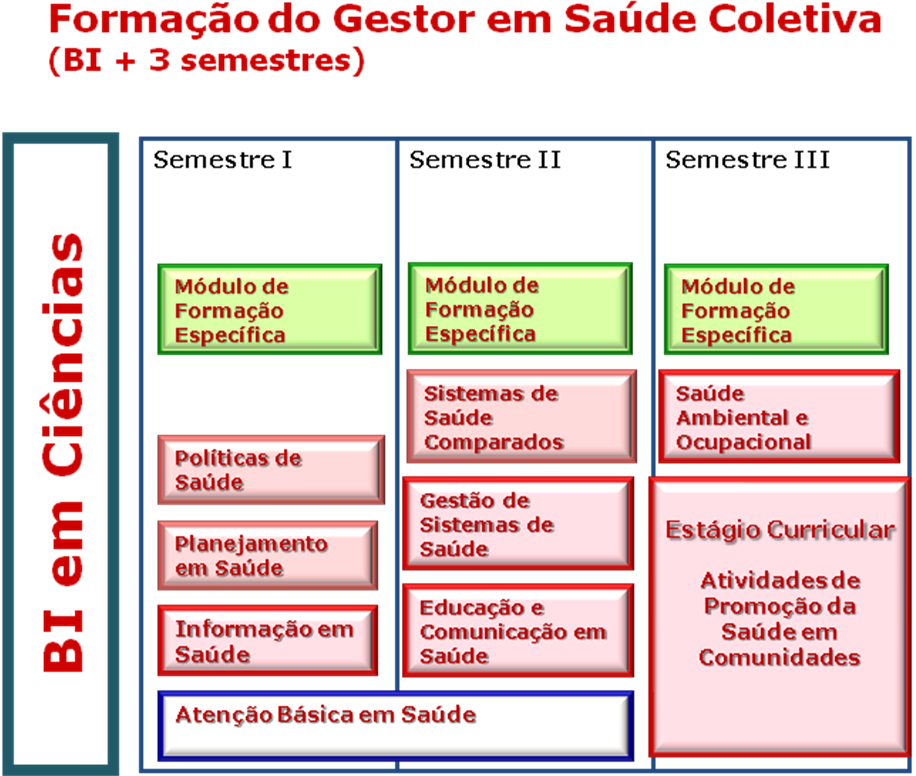 Formação do Gestor em Saúde Coletiva
(BI + 3 semestres)
BI em Ciências
Semestre I
Módulo de
Formação
Específica
Políticas de
Saúde
Planejamento
em Saúde
Informação em
Saúde
Atenção Básica em Saúde
Semestre II
Módulo de
Formação
Específica
Sistemas de
Saúde
Comparados
Gestão de
Sistemas de
Saúde
Educação e
Comunicação em
Saúde
Semestre III
Módulo de
Formação
Específica
Saúde
Ambiental e
Ocupacional
Estágio Curricular
Atividades de
Promoção da
Saúde em
Comunidades